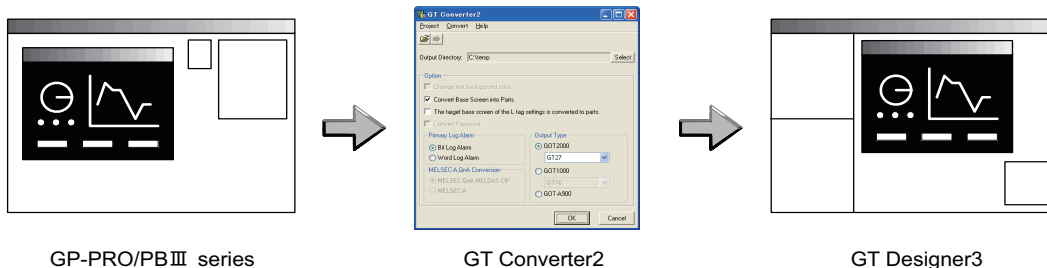 GT Converter2
Project Convert Help
Output Directory: C:\temp Select
Option
Change text background color.
Convert Base Screen into Parts.
The target base screen of the L tag settings is converted to parts.
Convert Password
Primary Log Alarm
Bit Log Alarm
Word Log Alarm
Output Type
GOT2000
GT27
GOT1000
GT16
GOT-A900
MELSEC-A,QnA Conversion
MELSEC-QnA,MELDAS C6*
MELSEC-A
OK Cancel
GP-PRO/PBⅢ series
GT Converter2
GT Designer3